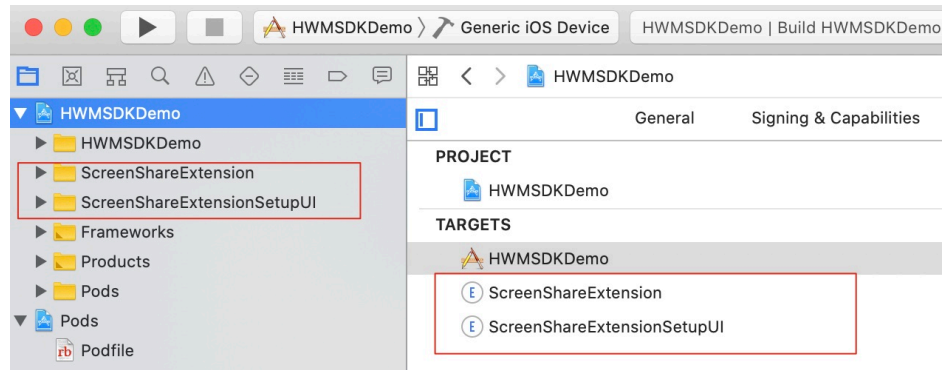 HWMSDKDemo 〉 Generic iOS Device
HWMSDKDemo | Build HWMSDKDemo
HWMSDKDemo
HWMSDKDemo
ScreenShareExtension
ScreenShareExtensionSetupUI
Frameworks
Products
Pods
Pods
rb Podfile
HWMSDKDemo
General Signing & Capabilities
PROJECT
HWMSDKDemo
TARGETS
HWMSDKDemo
E ScreenShareExtension
E ScreenShareExtensionSetupUI